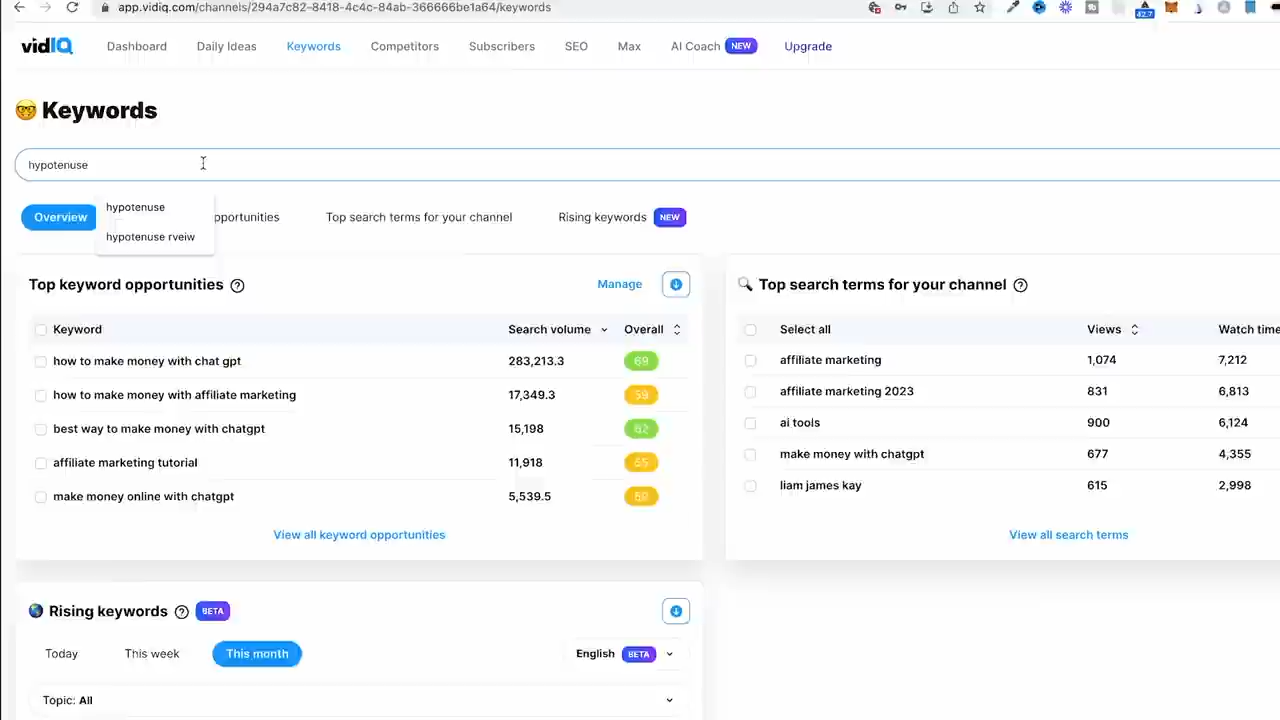 app.vidiq.com/channels/294a7c82-8418-4c4c-84ab-366666be1a64/keywords
42.7
vidIQ Dashboard Daily Ideas Keywords Competitors Subscribers SEO Max AI Coach NEW Upgrade
Keywords
hypotenuse
hypotenuse
hypotenuse rveiw
Overview pportunities Top search terms for your channel Rising keywords NEW
Top keyword opportunities Manage
Keyword Search volume Overall
how to make money with chat gpt 283,213.3 69
how to make money with affiliate marketing 17,349.3 59
best way to make money with chatgpt 15,198 62
affiliate marketing tutorial 11,918 55
make money online with chatgpt 5,539.5
View all keyword opportunities
Top search terms for your channel
Select all Views Watch time
affiliate marketing 1,074 7,212
affiliate marketing 2023 831 6,813
ai tools 900 6,124
make money with chatgpt 677 4,355
liam james kay 615 2,998
View all search terms
Rising keywords BETA
Today This week This month English BETA
Topic: All